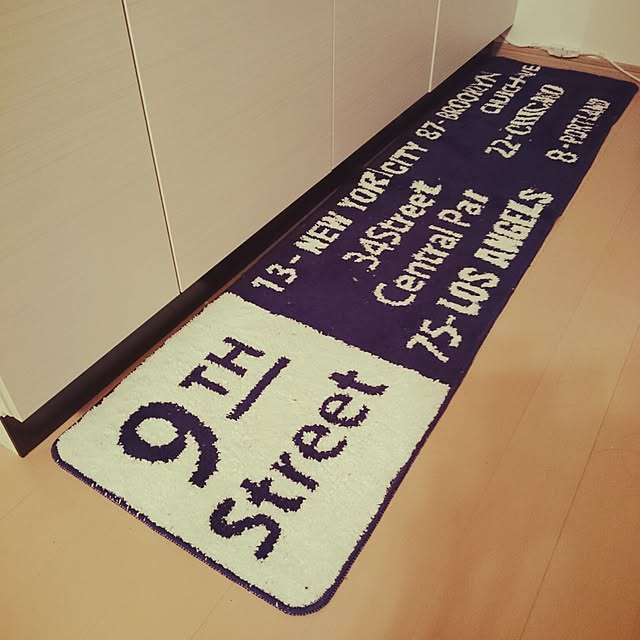 9TH
Street
13- NEW YORK CITY
34Street
Central Par
75-LOS ANGELS
87-BROOKLYN
22-CHICAGO
8-PORTLAND